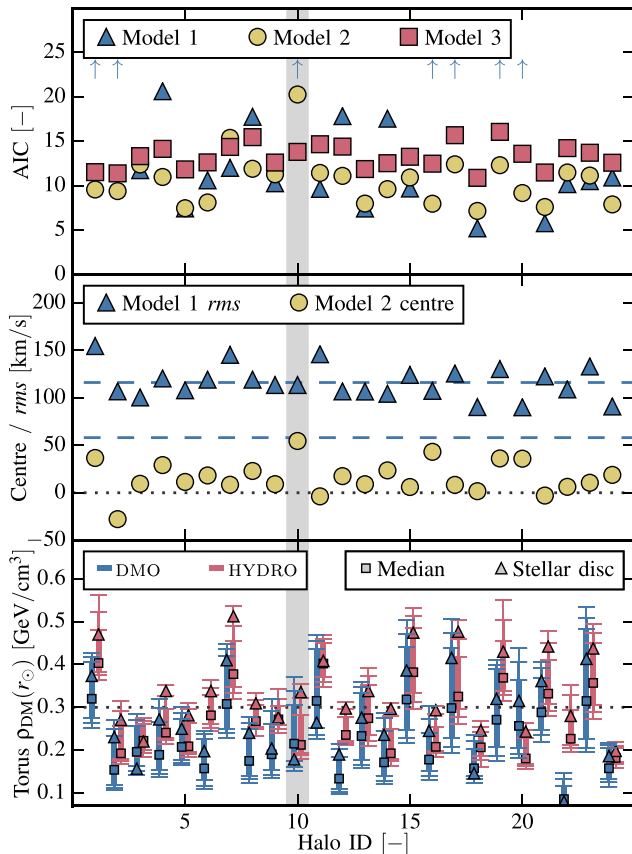 Model 1 Model 2 Model 3
AIC [−]
30
25
20
15
10
5
0
Model 1 rms Model 2 centre
Centre / rms [km/s]
200
150
100
50
0
50
DMO HYDRO Median Stellar disc
Torus ρDM(r⊙) [GeV/cm³]
0.6
0.5
0.4
0.3
0.2
0.1
5 10 15 20
Halo ID [−]